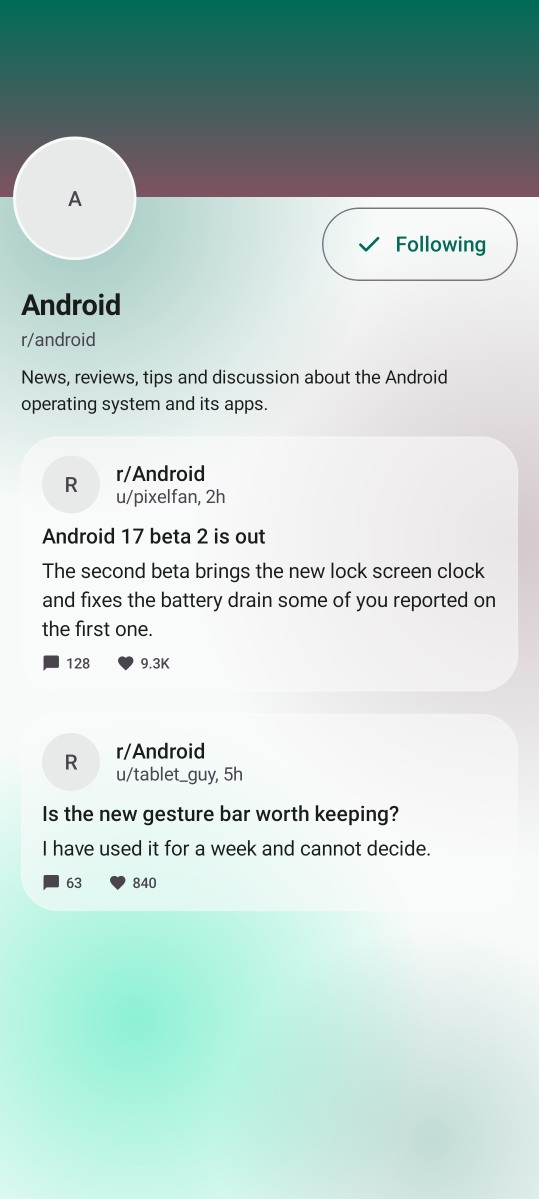 A
Following
Android
r/android
News, reviews, tips and discussion about the Android
operating system and its apps.
R
r/Android
u/pixelfan, 2h
Android 17 beta 2 is out
The second beta brings the new lock screen clock
and fixes the battery drain some of you reported on
the first one.
128 9.3K
R
r/Android
u/tablet_guy, 5h
Is the new gesture bar worth keeping?
I have used it for a week and cannot decide.
63 840